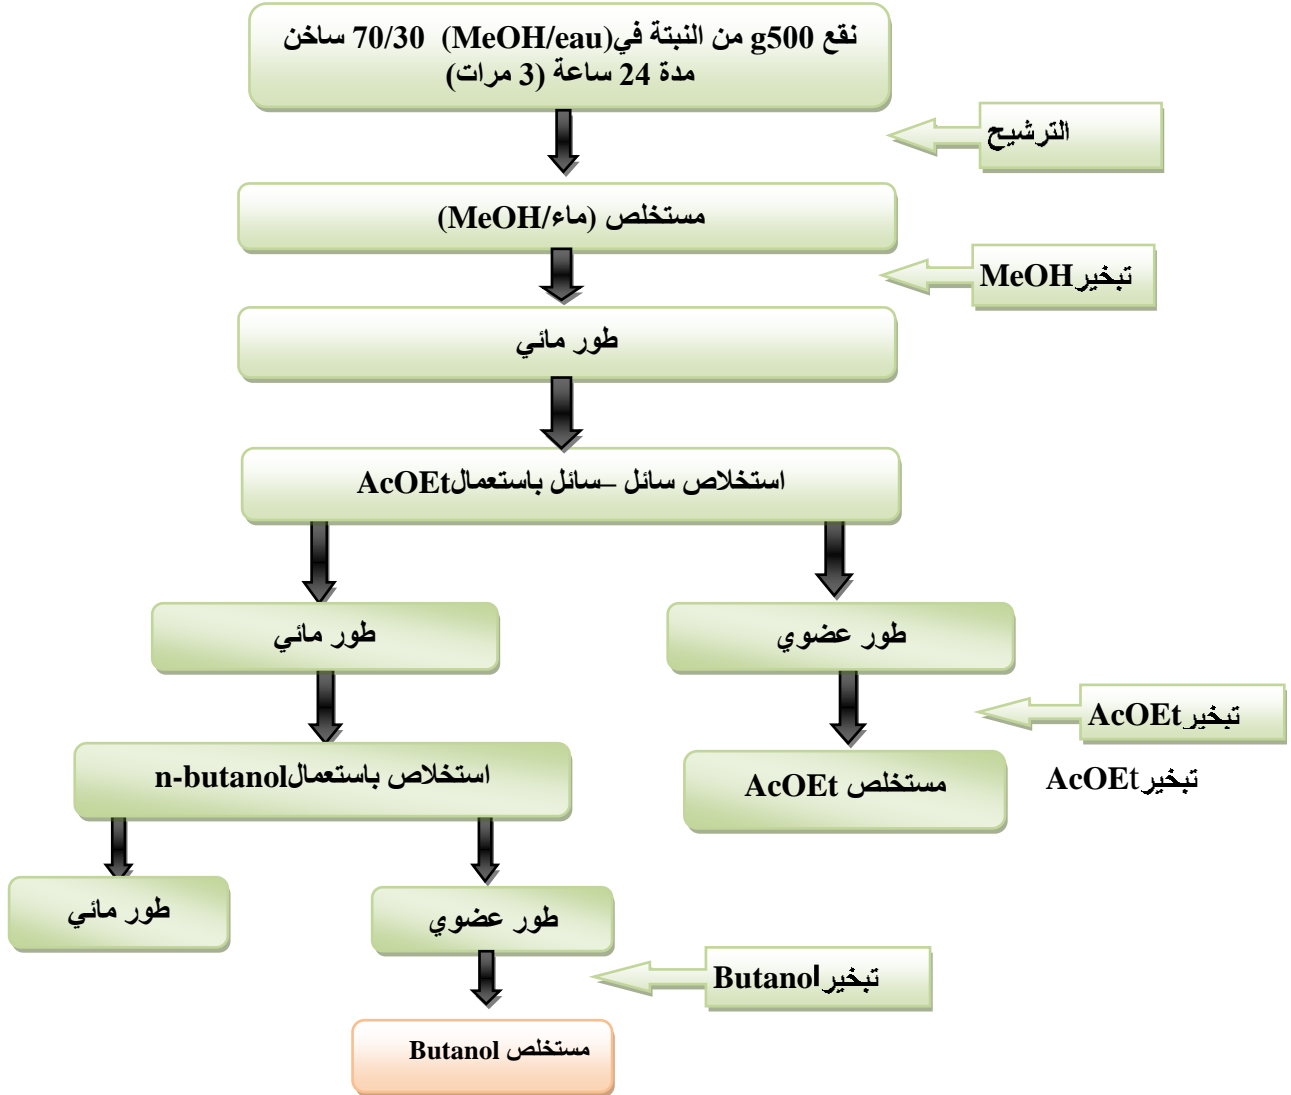 نقع g500 من النبتة في(MeOH/eau) 70/30 ساخن
مدة 24 ساعة (3 مرات)
الترشيح
مستخلص (ماء/MeOH)
تبخيرMeOH
طور مائي
استخلاص سائل –سائل باستعمالAcOEt
طور مائي
طور عضوي
تبخيرAcOEt
استخلاص باستعمالn-butanol
مستخلص AcOEt
تبخيرAcOEt
طور مائي
طور عضوي
تبخيرButanol
مستخلص Butanol